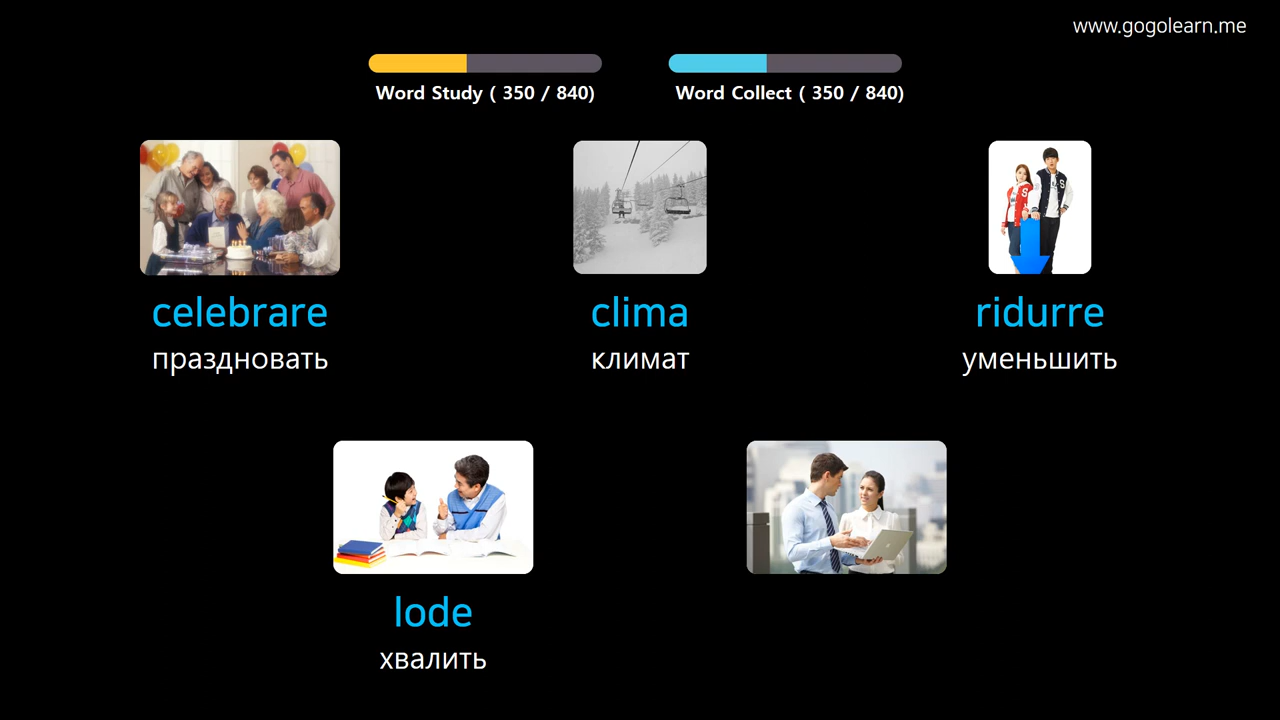 www.gogolearn.me
Word Study ( 350 / 840)
Word Collect ( 350 / 840)
celebrare
праздновать
clima
климат
ridurre
уменьшить
lode
хвалить